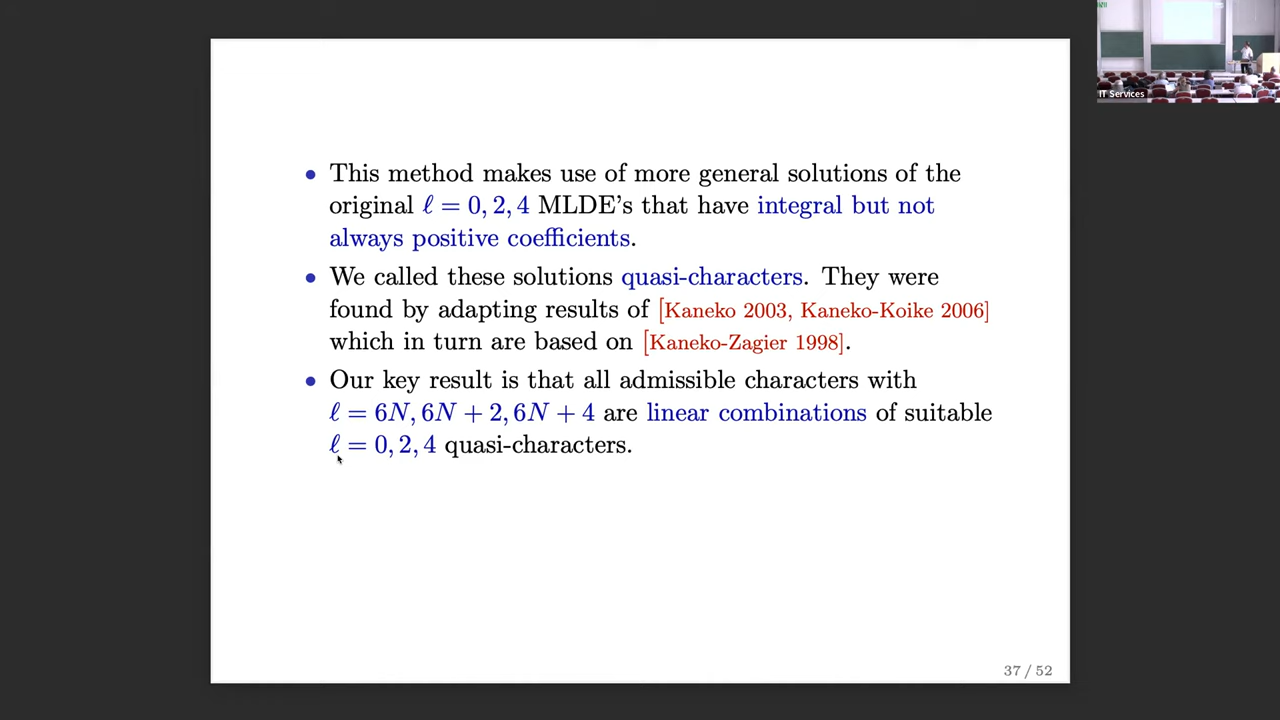 IT Services
• This method makes use of more general solutions of the
original ℓ = 0, 2, 4 MLDE’s that have integral but not
always positive coefficients.
• We called these solutions quasi-characters. They were
found by adapting results of [Kaneko 2003, Kaneko-Koike 2006]
which in turn are based on [Kaneko-Zagier 1998].
• Our key result is that all admissible characters with
ℓ = 6N, 6N + 2, 6N + 4 are linear combinations of suitable
ℓ = 0, 2, 4 quasi-characters.
37 / 52